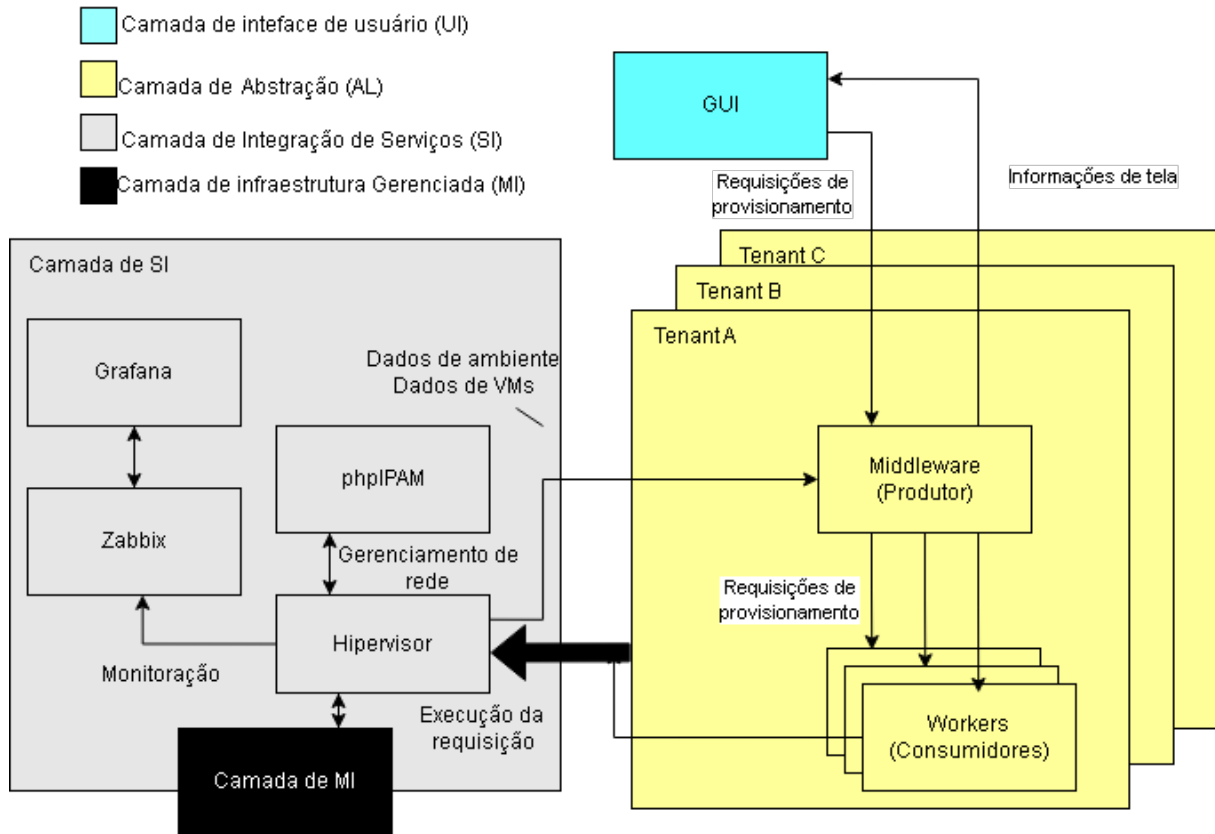 Camada de inteface de usuário (UI)
Camada de Abstração (AL)
Camada de Integração de Serviços (SI)
Camada de infraestrutura Gerenciada (MI)
GUI
Requisições de
provisionamento
Informações de tela
Camada de SI
Grafana
Zabbix
phpIPAM
Dados de ambiente
Dados de VMs
Gerenciamento de
rede
Hipervisor
Monitoração
Execução da
requisição
Camada de MI
Tenant C
Tenant B
Tenant A
Middleware
(Produtor)
Requisições de
provisionamento
Workers
(Consumidores)